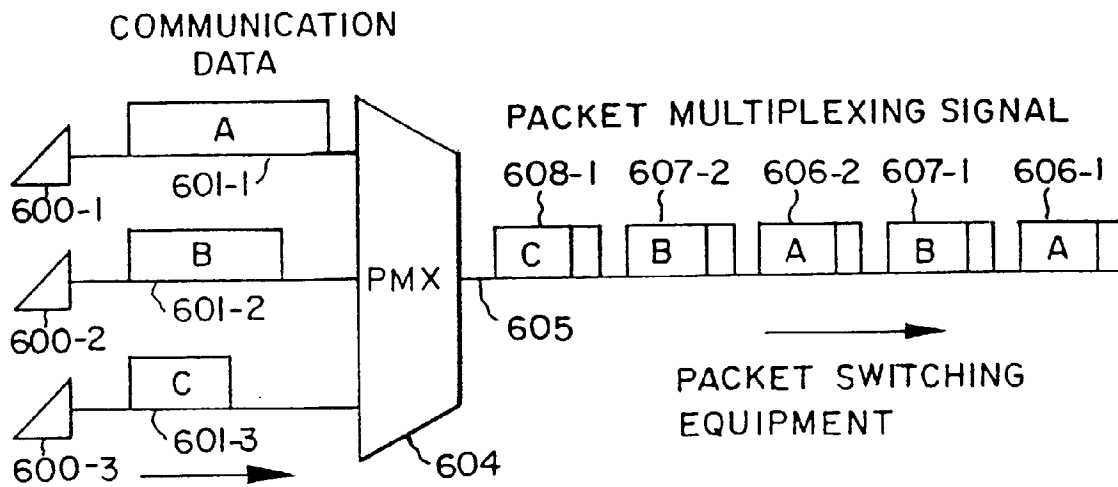 COMMUNICATION
DATA
A
601-1
600-1
B
601-2
600-2
C
601-3
600-3
PMX
604
605
PACKET MULTIPLEXING SIGNAL
608-1 607-2 606-2 607-1 606-1
C B A B A
PACKET SWITCHING
EQUIPMENT